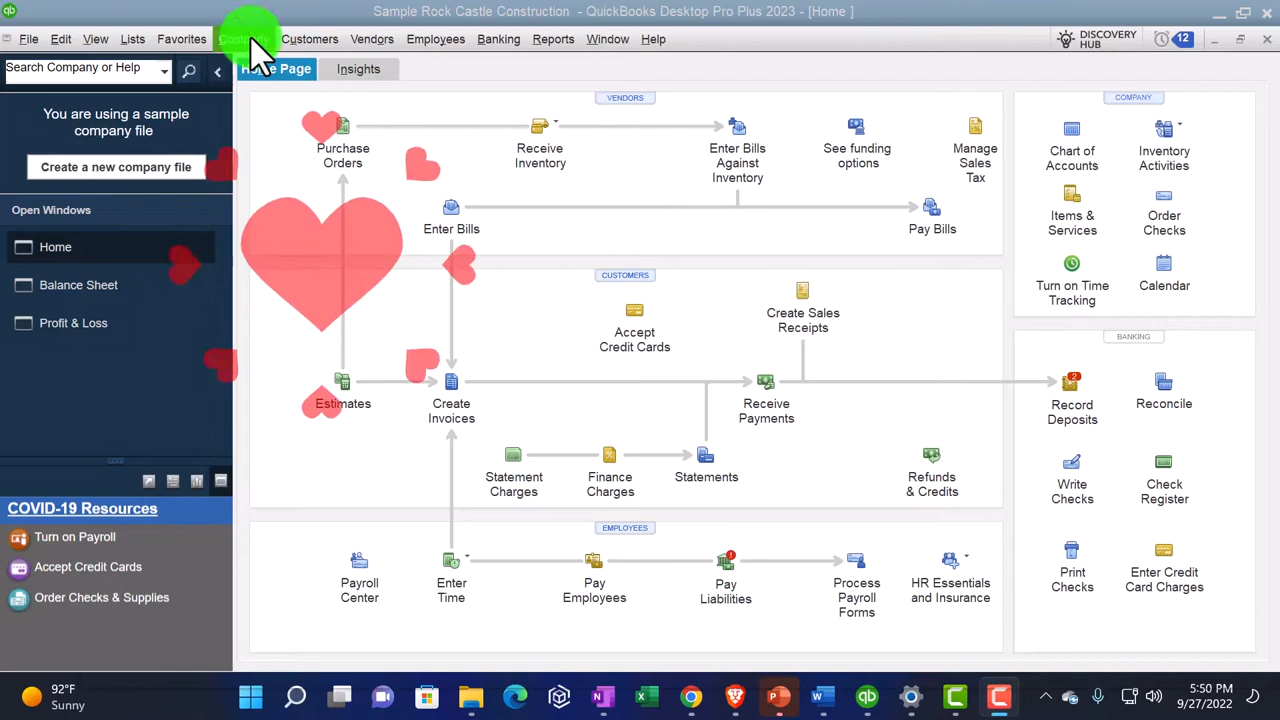 Sample Rock Castle Construction - QuickBooks Desktop Pro Plus 2023 - [Home ]
File Edit View Lists Favorites Company Customers Vendors Employees Banking Reports Window Help
DISCOVERY HUB
12
Search Company or Help
Home Page Insights
You are using a sample
company file
Create a new company file
Open Windows
Home
Balance Sheet
Profit & Loss
COVID-19 Resources
Turn on Payroll
Accept Credit Cards
Order Checks & Supplies
VENDORS
Purchase
Orders
Receive
Inventory
Enter Bills
Against
Inventory
See funding
options
Manage
Sales
Tax
Enter Bills
Pay Bills
CUSTOMERS
Accept
Credit Cards
Create Sales
Receipts
Estimates
Create
Invoices
Receive
Payments
Statement
Charges
Finance
Charges
Statements
Refunds
& Credits
EMPLOYEES
Payroll
Center
Enter
Time
Pay
Employees
Pay
Liabilities
Process
Payroll
Forms
HR Essentials
and Insurance
COMPANY
Chart of
Accounts
Inventory
Activities
Items &
Services
Order
Checks
Turn on Time
Tracking
Calendar
BANKING
2
Record
Deposits
Reconcile
Write
Checks
Check
Register
Print
Checks
Enter Credit
Card Charges
92°F
Sunny
5:50 PM
9/27/2022